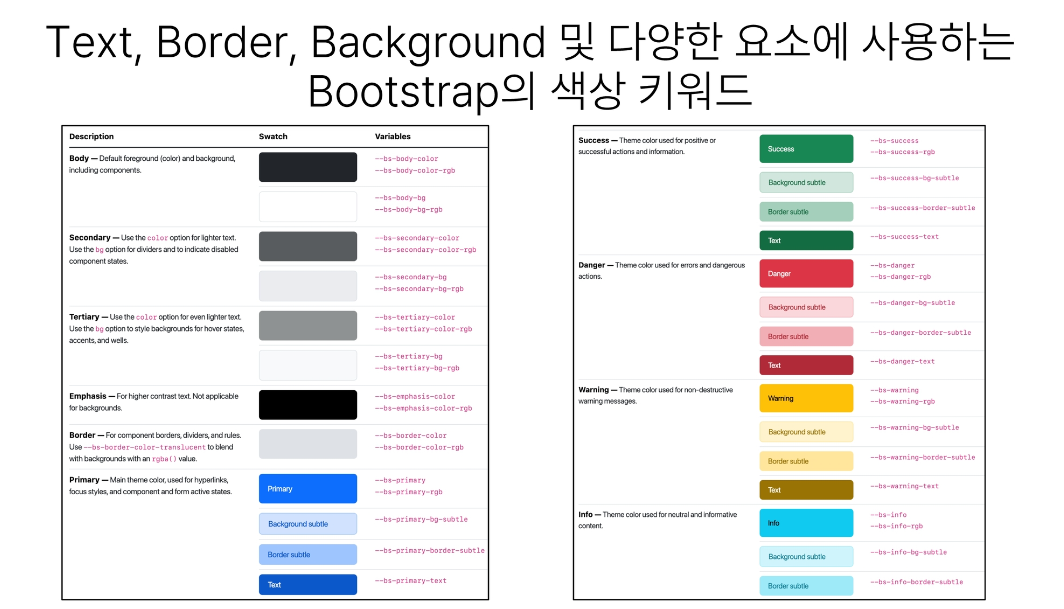 Text, Border, Background 및 다양한 요소에 사용하는
Bootstrap의 색상 키워드
Description Swatch Variables
Body — Default foreground (color) and background,
including components.
--bs-body-color
--bs-body-color-rgb
--bs-body-bg
--bs-body-bg-rgb
Secondary — Use the color option for lighter text.
Use the bg option for dividers and to indicate disabled
component states.
--bs-secondary-color
--bs-secondary-color-rgb
--bs-secondary-bg
--bs-secondary-bg-rgb
Tertiary — Use the color option for even lighter text.
Use the bg option to style backgrounds for hover states,
accents, and wells.
--bs-tertiary-color
--bs-tertiary-color-rgb
--bs-tertiary-bg
--bs-tertiary-bg-rgb
Emphasis — For higher contrast text. Not applicable
for backgrounds.
--bs-emphasis-color
--bs-emphasis-color-rgb
Border — For component borders, dividers, and rules.
Use --bs-border-color-translucent to blend
with backgrounds with an rgba() value.
--bs-border-color
--bs-border-color-rgb
Primary — Main theme color, used for hyperlinks,
focus styles, and component and form active states.
Primary
--bs-primary
--bs-primary-rgb
Background subtle --bs-primary-bg-subtle
Border subtle --bs-primary-border-subtle
Text --bs-primary-text
Success — Theme color used for positive or
successful actions and information.
Success
--bs-success
--bs-success-rgb
Background subtle --bs-success-bg-subtle
Border subtle --bs-success-border-subtle
Text --bs-success-text
Danger — Theme color used for errors and dangerous
actions.
Danger
--bs-danger
--bs-danger-rgb
Background subtle --bs-danger-bg-subtle
Border subtle --bs-danger-border-subtle
Text --bs-danger-text
Warning — Theme color used for non-destructive
warning messages.
Warning
--bs-warning
--bs-warning-rgb
Background subtle --bs-warning-bg-subtle
Border subtle --bs-warning-border-subtle
Text --bs-warning-text
Info — Theme color used for neutral and informative
content.
Info
--bs-info
--bs-info-rgb
Background subtle --bs-info-bg-subtle
Border subtle --bs-info-border-subtle